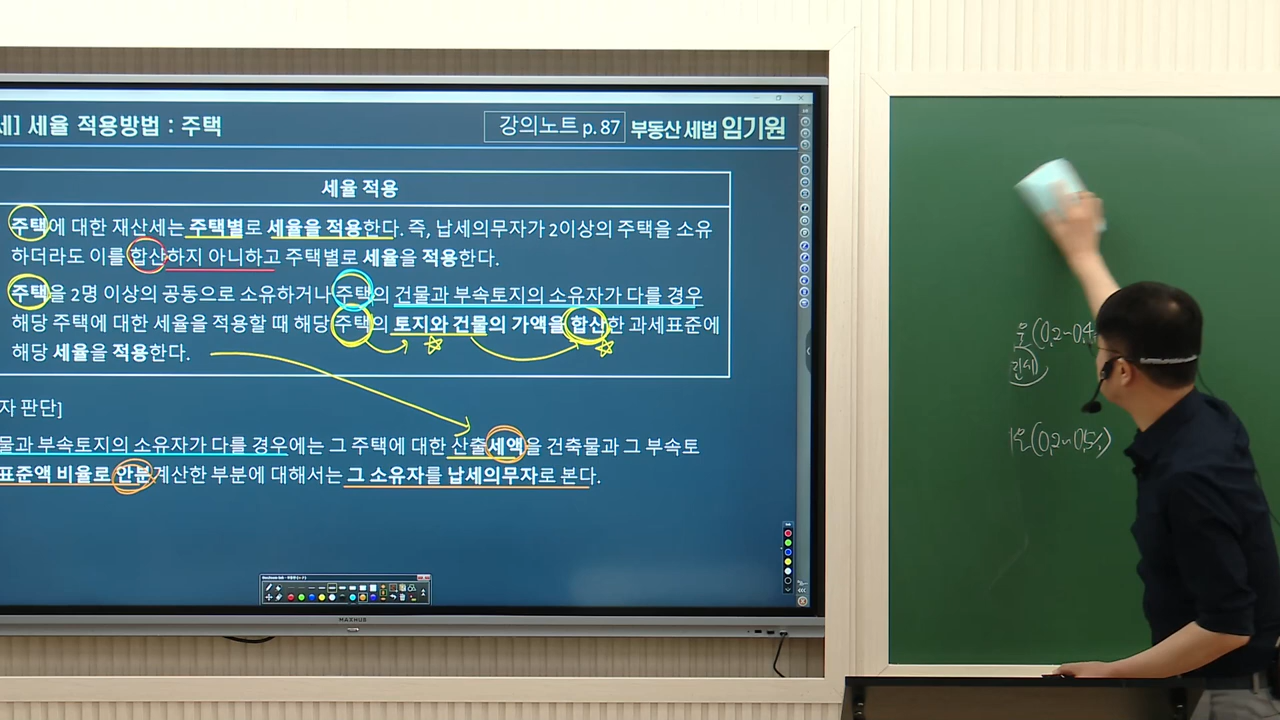 세] 세율 적용방법 : 주택
강의노트 p. 87
부동산 세법 임기원
세율 적용
주택에 대한 재산세는 주택별로 세율을 적용한다. 즉, 납세의무자가 2이상의 주택을 소유
하더라도 이를 합산하지 아니하고 주택별로 세율을 적용한다.
주택을 2명 이상의 공동으로 소유하거나 주택의 건물과 부속토지의 소유자가 다를 경우
해당 주택에 대한 세율을 적용할 때 해당 주택의 토지와 건물의 가액을 합산한 과세표준에
해당 세율을 적용한다.
자 판단]
물과 부속토지의 소유자가 다를 경우에는 그 주택에 대한 산출세액을 건축물과 그 부속토
표준액 비율로 안분계산한 부분에 대해서는 그 소유자를 납세의무자로 본다.
MAXHUB
(0.2~0.4
(0.2~0.5%)